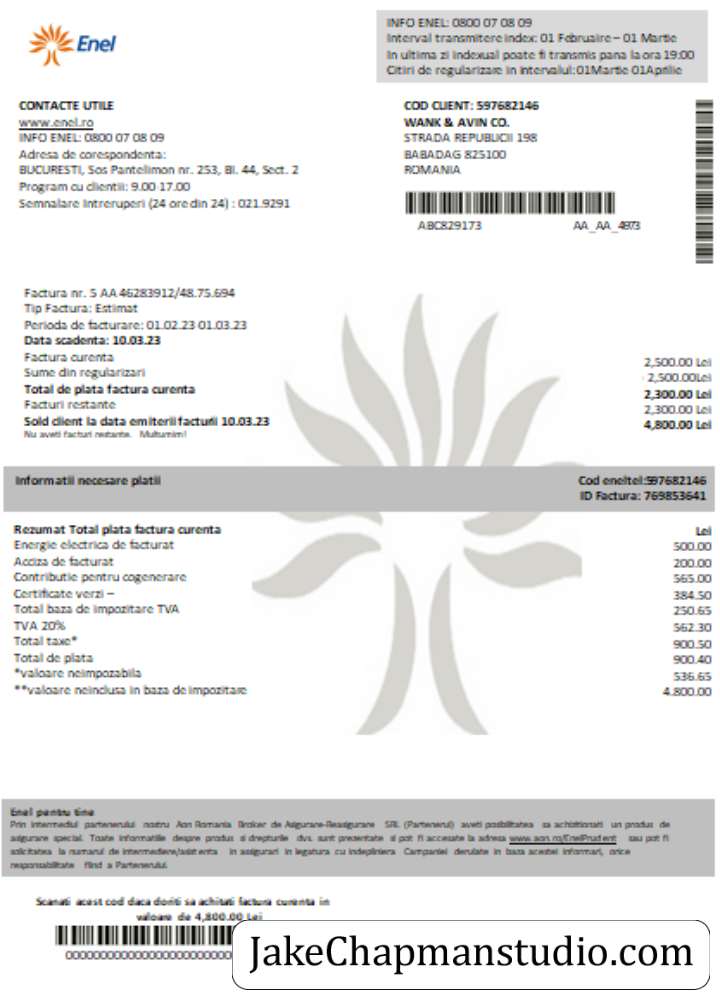 Enel
INFO ENEL: 0800 07 08 09
Interval transmitere index: 01 Februaire – 01 Martie
In ultima zi indexual poate fi transmis pana la ora 19:00
Citiri de regularizare in intervalul: 01Martie 01Aprilie
CONTACTE UTILE
www.enel.ro
INFO ENEL: 0800 07 08 09
Adresa de corespondenta:
BUCURESTI, Sos Pantelimon nr. 253, Bl. 44, Sect. 2
Program cu clientii: 9.00-17.00
Semnalare Intreruperi (24 ore din 24) : 021.9291
COD CLIENT: 597682146
WANK & AVIN CO.
STRADA REPUBLICII 198
BABADAG 825100
ROMANIA
ABC829173 AA_AA_4873
Factura nr. 5 AA 46283912/48.75.694
Tip Factura: Estimat
Perioda de facturare: 01.02.23 01.03.23
Data scadenta: 10.03.23
Factura curenta 2,500.00 Lei
Sume din regularizari - 2,500.00Lei
Total de plata factura curenta 2,300.00 Lei
Facturi restante 2,300.00 Lei
Sold client la data emiterii facturii 10.03.23 4,800.00 Lei
Nu aveti facturi restante. Multumim!
Informatii necesare platii Cod eneltel:597682146
ID Factura: 769853641
Rezumat Total plata factura curenta Lei
Energie electrica de facturat 500.00
Acciza de facturat 200.00
Contributie pentru cogenerare 565.00
Certificate verzi – 384.50
Total baza de impozitare TVA 250.65
TVA 20% 562.30
Total taxe* 900.50
Total de plata 900.40
*valoare neimpozabila 536.65
**valoare neinclusa in baza de impozitare 4.800.00
Enel pentru tine
Prin intermediul partenerului nostru Aon Romania Broker de Asigurare-Reasigurare SRL (Partenerul) aveti posibilitatea sa achizitionati un produs de
asigurare special. Toate informatiile despre produs si drepturile dvs. sunt prezentate si pot fi accesate la adresa www.aon.ro/EnelPrudent sau pot fi
solicitatea la numarul de intermediere/asistenta in asigurari in legatura cu indeplinirea Campaniei derulate in baza acestei informari, orice
responsabilitate fiind a Partenerului.
Scanati acest cod daca doriti sa achitati factura curenta in
valoare de 4,800.00 Lei
JakeChapmanstudio.com